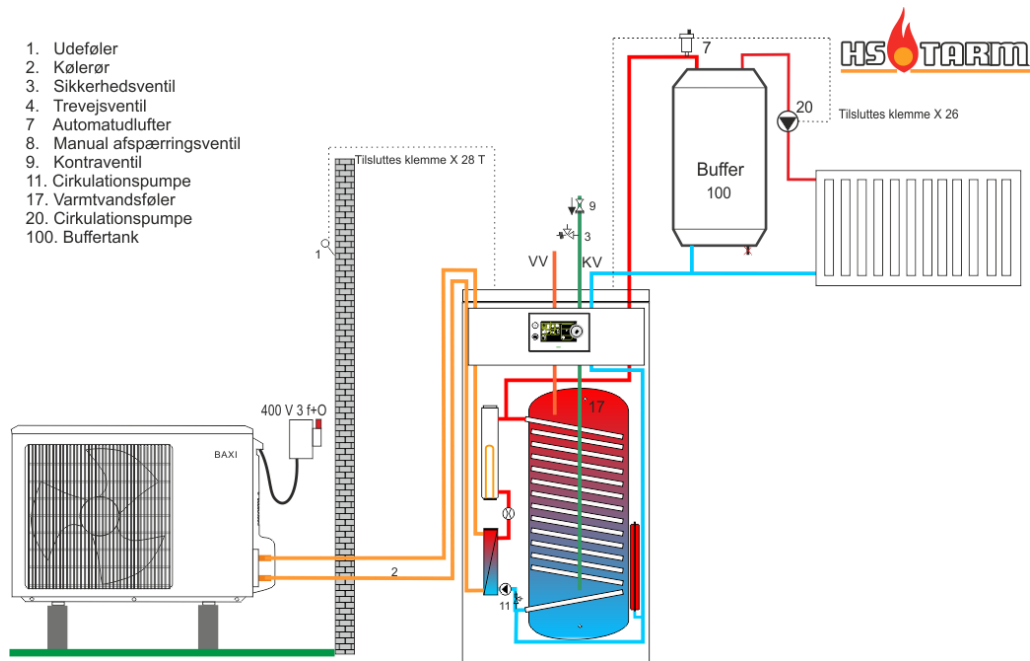 1. Udeføler
2. Kølerør
3. Sikkerhedsventil
4. Trevejsventil
7 Automatudlufter
8. Manual afspærringsventil
9. Kontraventil
11. Cirkulationspumpe
17. Varmtvandsføler
20. Cirkulationspumpe
100. Buffertank
HS TARM
7
20
Tilsluttes klemme X 26
Tilsluttes klemme X 28 T
Buffer
100
9
3
1
VV
KV
400 V 3 f+O
17
BAXI
2
11